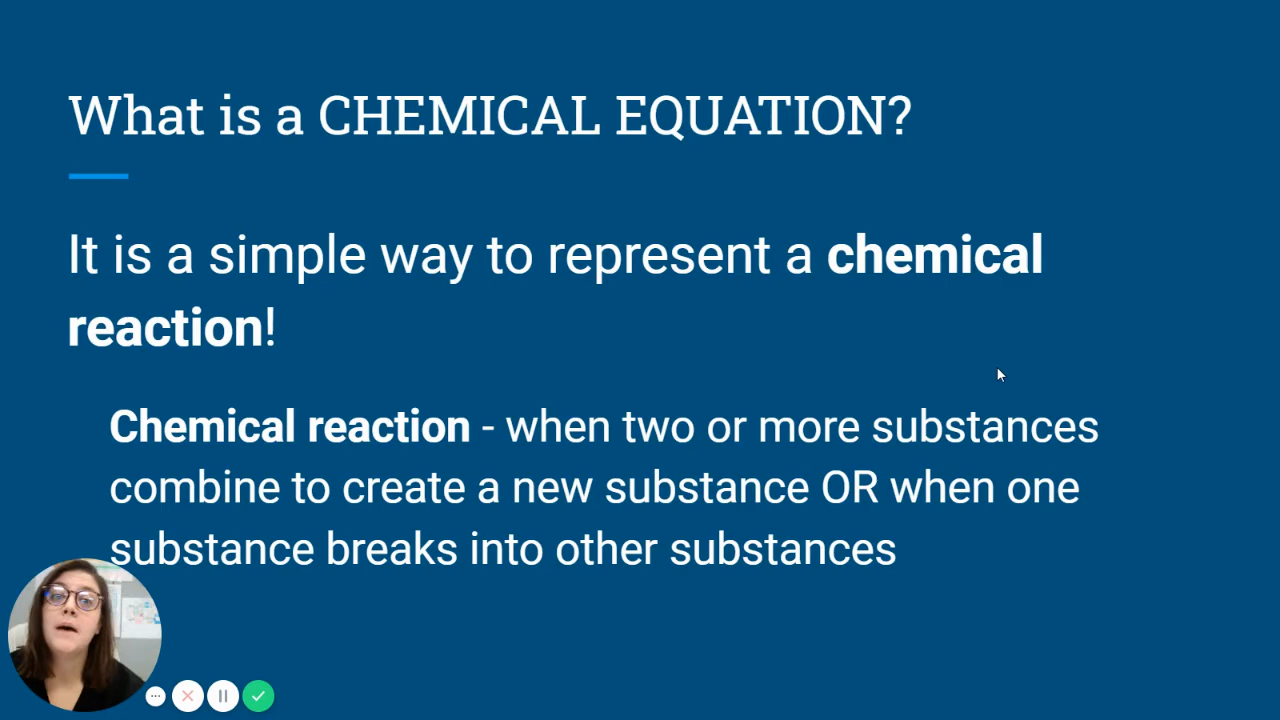 What is a CHEMICAL EQUATION?
It is a simple way to represent a chemical
reaction!
Chemical reaction - when two or more substances
combine to create a new substance OR when one
substance breaks into other substances